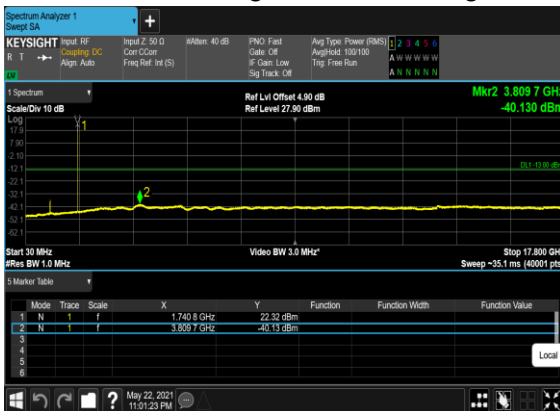 Spectrum Analyzer 1
Swept SA
+
KEYSIGHT Input: RF Input Z: 50 Ω #Atten: 40 dB PNO: Fast Avg Type: Power (RMS) 1 2 3 4 5 6
R T Coupling: DC Corr CCorr Gate: Off Avg|Hold: 100/100 A W W W W W
Align: Auto Freq Ref: Int (S) IF Gain: Low Trig: Free Run
LV Sig Track: Off A N N N N N
1 Spectrum Ref Lvl Offset 4.90 dB Mkr2 3.809 7 GHz
Scale/Div 10 dB Ref Level 27.90 dBm -40.130 dBm
Log
17.9 1
7.90
-2.10
-12.1 DL1 -13.00 dBm
-22.1
-32.1 2
-42.1
-52.1
-62.1
Start 30 MHz Video BW 3.0 MHz* Stop 17.800 GHz
#Res BW 1.0 MHz Sweep ~35.1 ms (40001 pts)
5 Marker Table
Mode Trace Scale X Y Function Function Width Function Value
1 N 1 f 1.740 8 GHz 22.32 dBm
2 N 1 f 3.809 7 GHz -40.13 dBm
3
4
5 Local
6
? May 22, 2021
11:01:23 PM